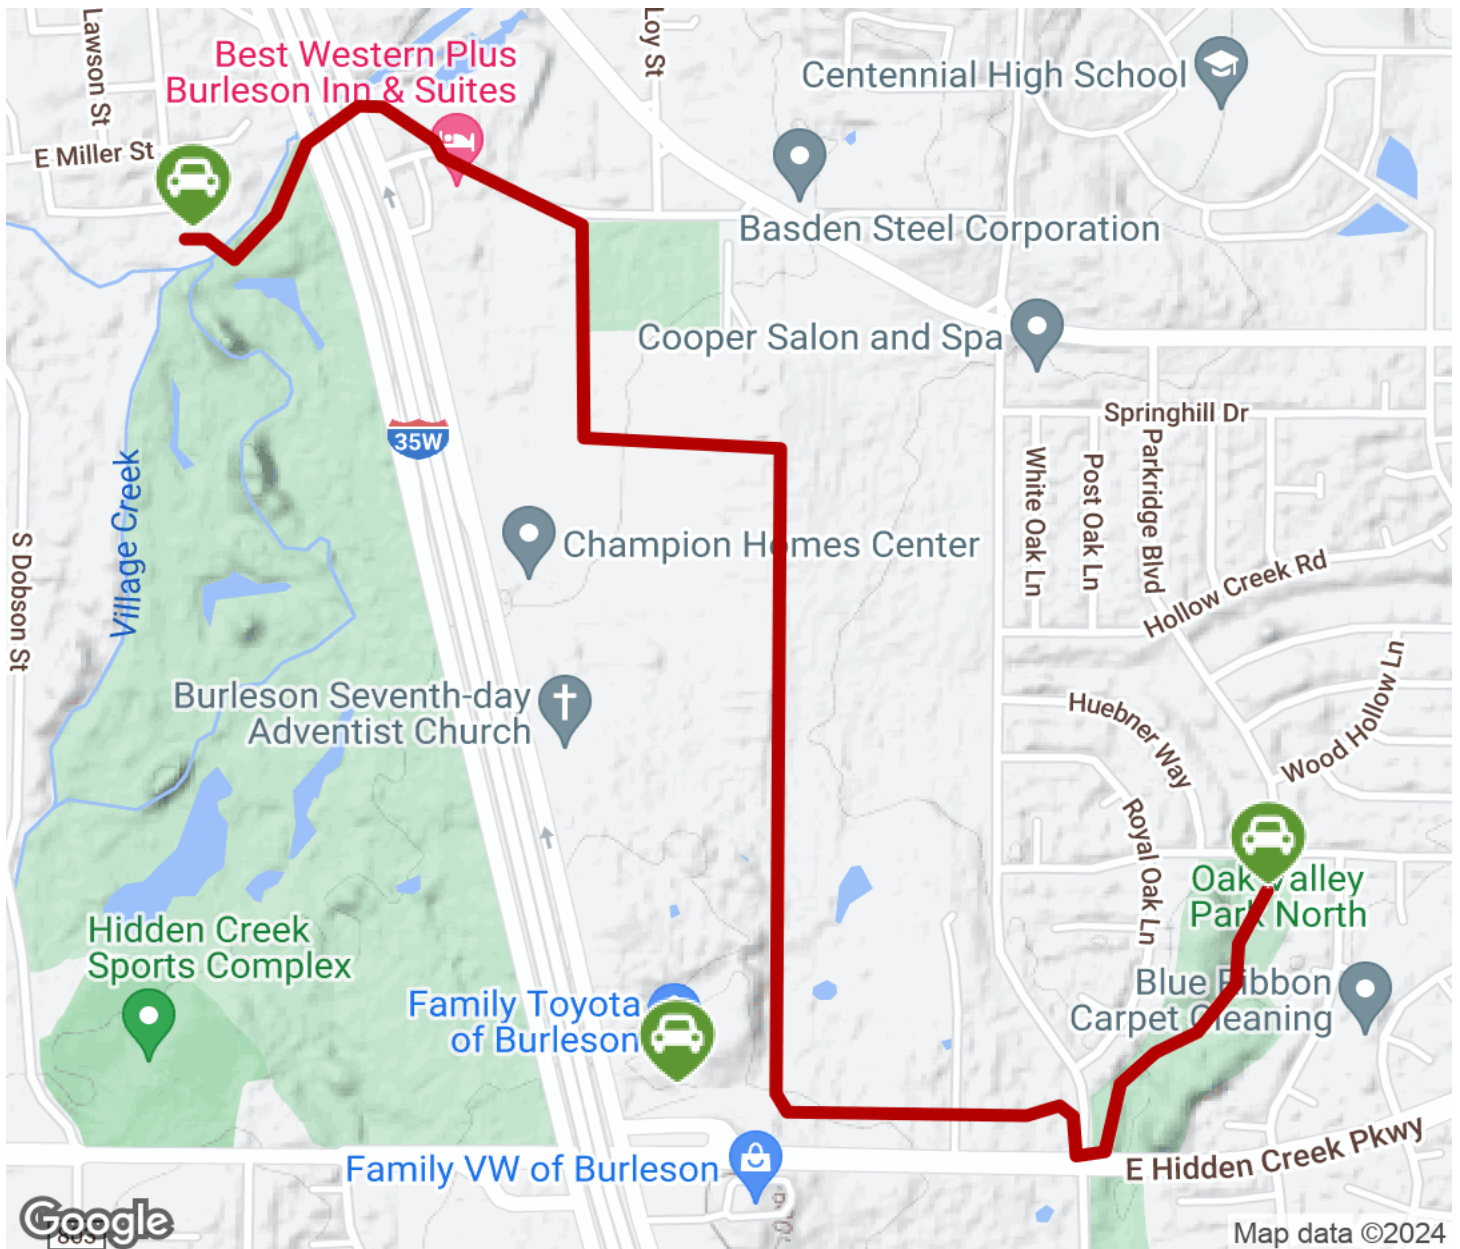 Lawson St
Best Western Plus
Burleson Inn & Suites
Loy St
Centennial High School
E Miller St
Basden Steel Corporation
Cooper Salon and Spa
Springhill Dr
35W
White Oak Ln
Post Oak Ln
Parkridge Blvd
Village Creek
S Dobson St
Champion Homes Center
Hollow Creek Rd
Burleson Seventh-day
Adventist Church
Huebner Way
Wood Hollow Ln
Royal Oak Ln
Oak Valley
Park North
Hidden Creek
Sports Complex
Family Toyota
of Burleson
Blue Ribbon
Carpet Cleaning
Family VW of Burleson
E Hidden Creek Pkwy
Google
Map data ©2024